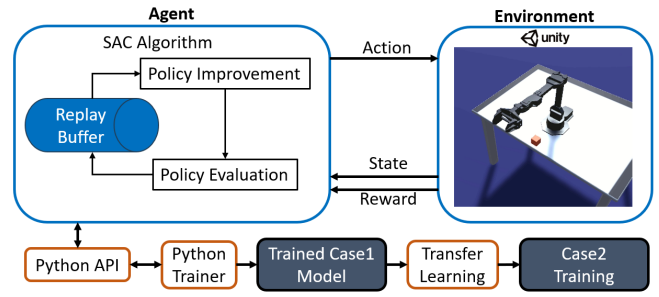 Agent
Environment
unity
SAC Algorithm
Policy Improvement
Replay
Buffer
Policy Evaluation
Action
State
Reward
Python API
Python
Trainer
Trained Case1
Model
Transfer
Learning
Case2
Training